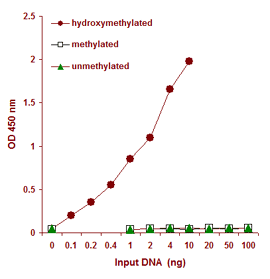 hydroxymethylated
methylated
unmethylated
2.5
2
1.5
1
0.5
0
OD 450 nm
0 0.1 0.2 0.4 1 2 4 10 20 50 100
Input DNA (ng)